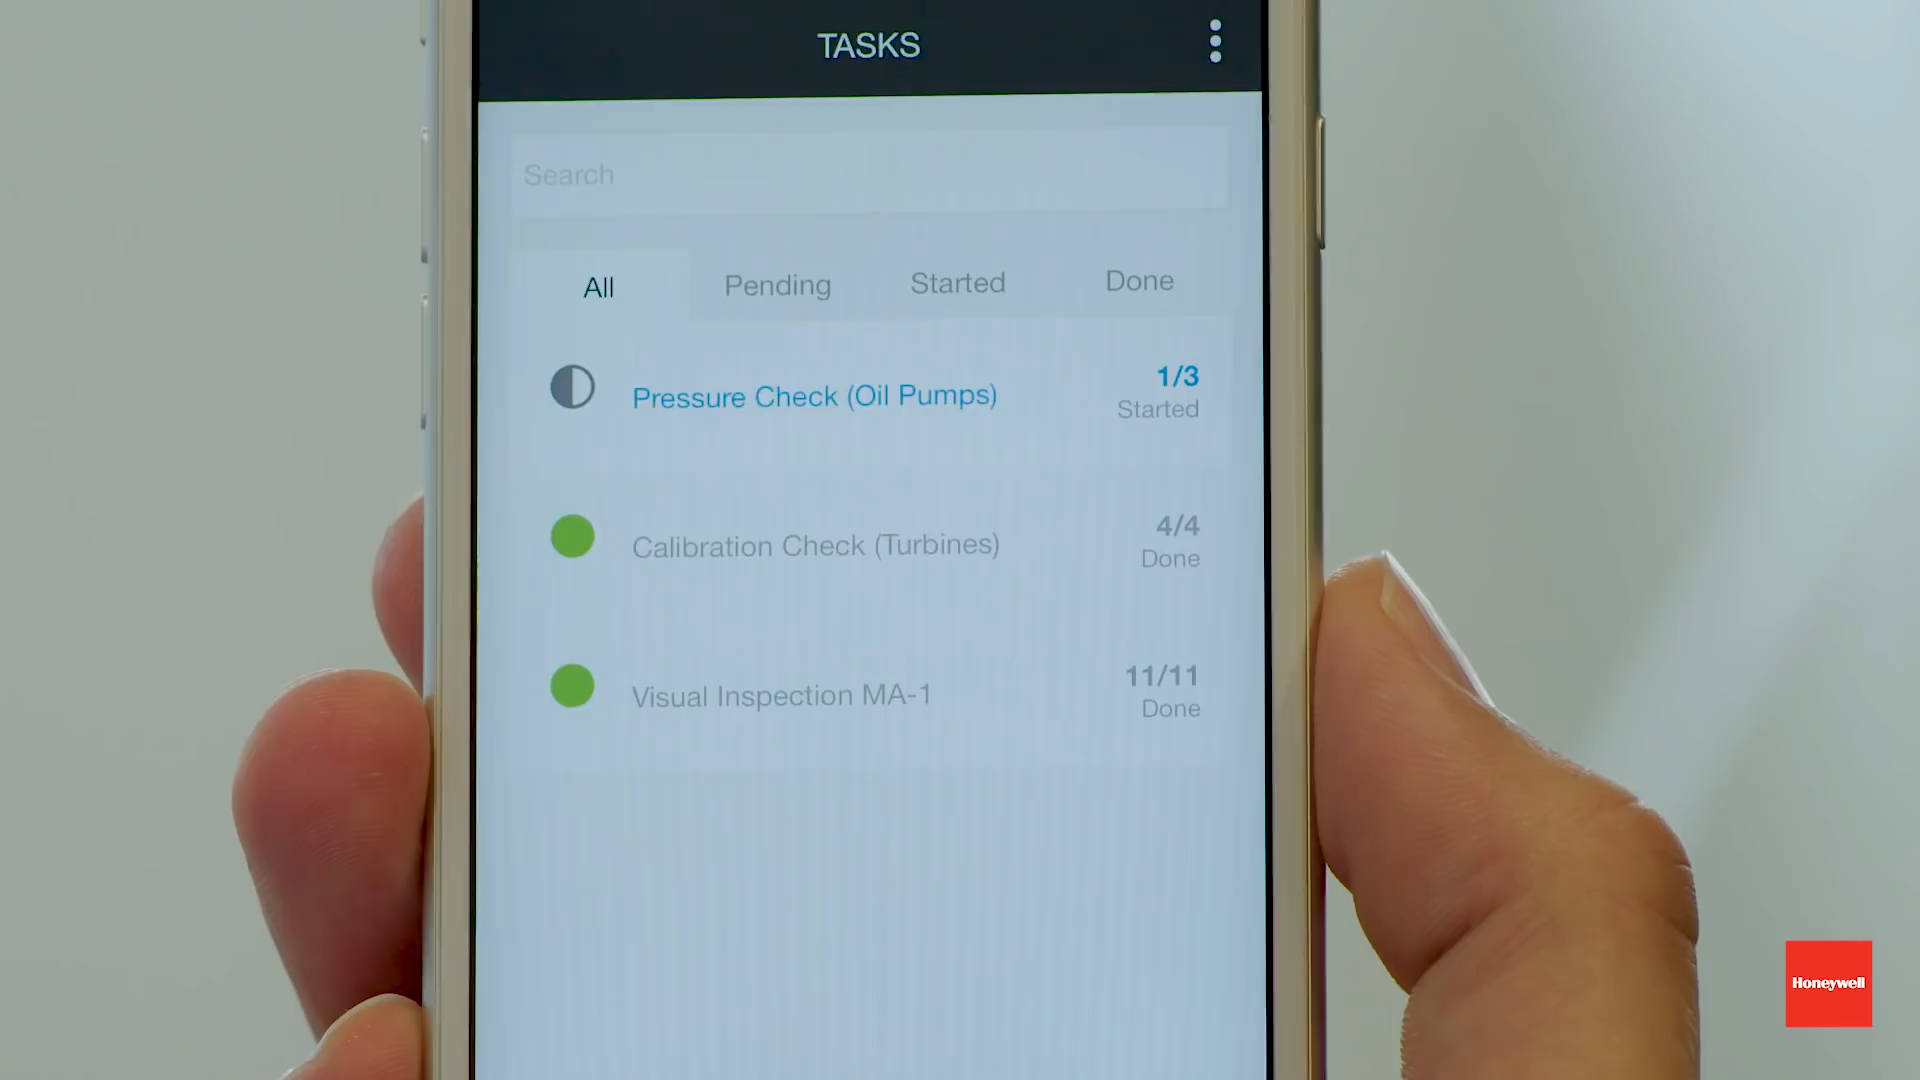 TASKS
Search
All Pending Started Done
Pressure Check (Oil Pumps) 1/3
Started
Calibration Check (Turbines) 4/4
Done
Visual Inspection MA-1 11/11
Done
Honeywell